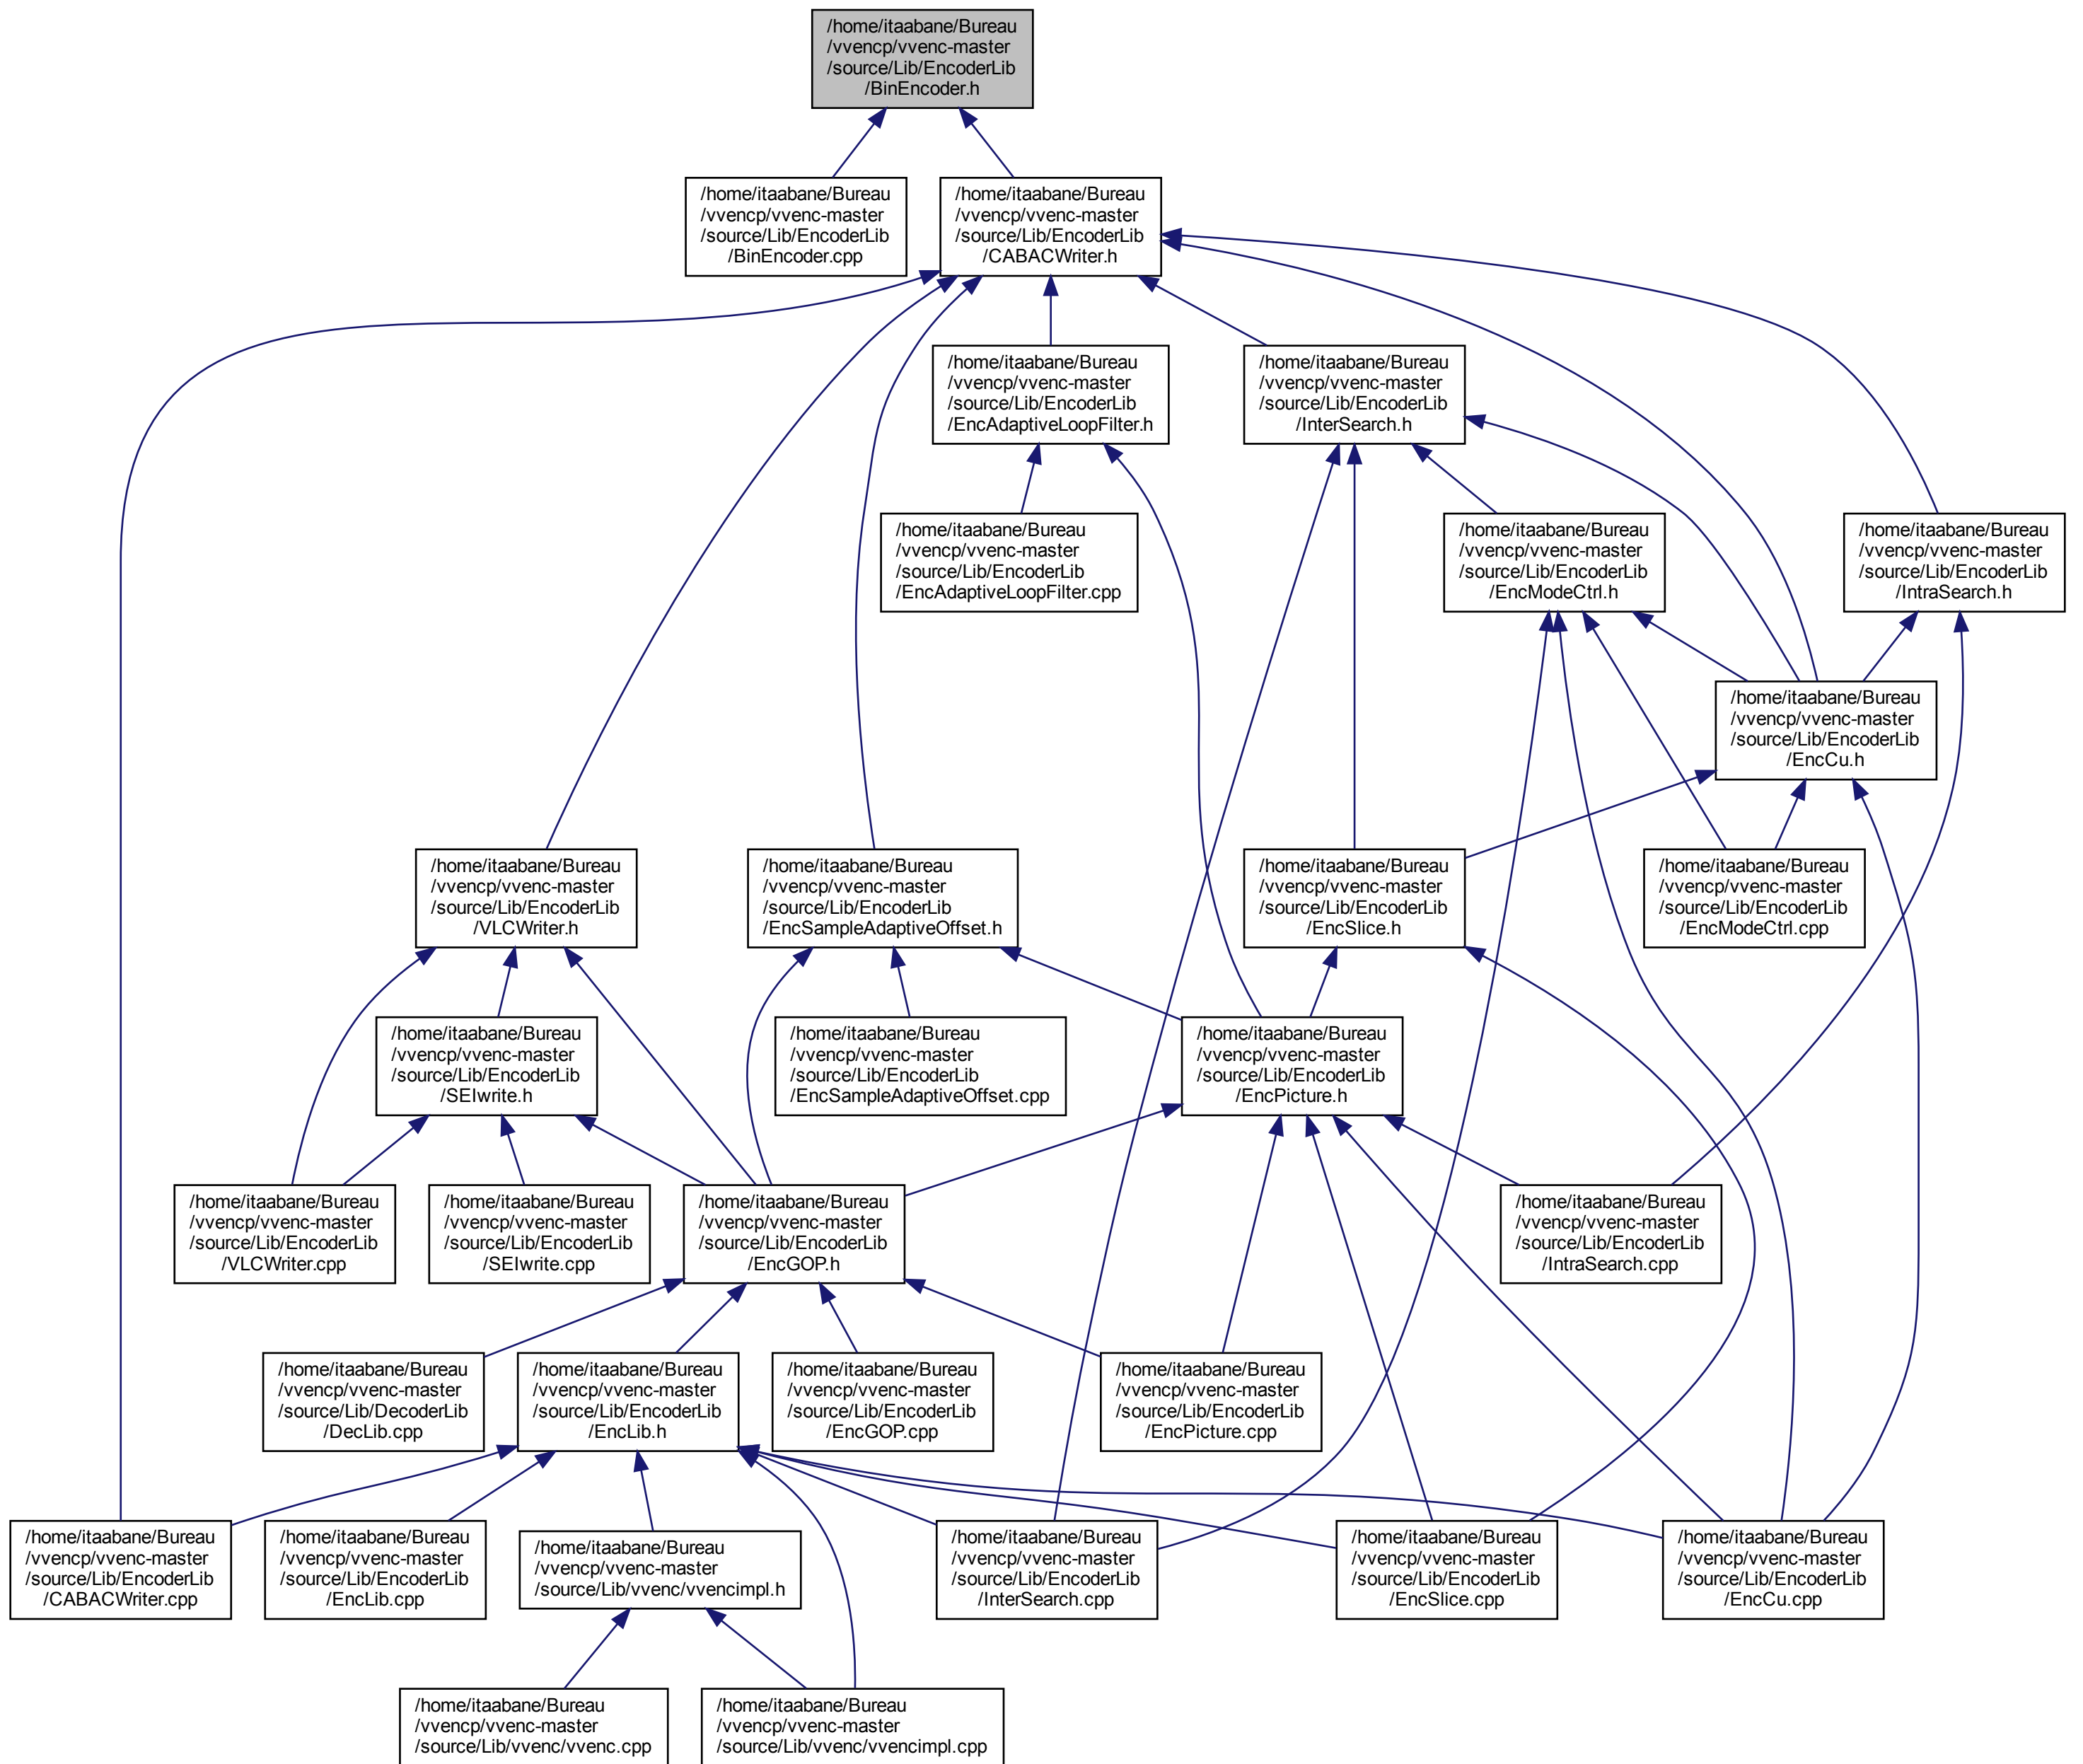 /home/itaabane/Bureau
/vvencp/vvenc-master
/source/Lib/EncoderLib
/BinEncoder.h
/home/itaabane/Bureau
/vvencp/vvenc-master
/source/Lib/EncoderLib
/BinEncoder.cpp
/home/itaabane/Bureau
/vvencp/vvenc-master
/source/Lib/EncoderLib
/CABACWriter.h
/home/itaabane/Bureau
/vvencp/vvenc-master
/source/Lib/EncoderLib
/EncAdaptiveLoopFilter.h
/home/itaabane/Bureau
/vvencp/vvenc-master
/source/Lib/EncoderLib
/InterSearch.h
/home/itaabane/Bureau
/vvencp/vvenc-master
/source/Lib/EncoderLib
/EncAdaptiveLoopFilter.cpp
/home/itaabane/Bureau
/vvencp/vvenc-master
/source/Lib/EncoderLib
/EncModeCtrl.h
/home/itaabane/Bureau
/vvencp/vvenc-master
/source/Lib/EncoderLib
/IntraSearch.h
/home/itaabane/Bureau
/vvencp/vvenc-master
/source/Lib/EncoderLib
/EncCu.h
/home/itaabane/Bureau
/vvencp/vvenc-master
/source/Lib/EncoderLib
/VLCWriter.h
/home/itaabane/Bureau
/vvencp/vvenc-master
/source/Lib/EncoderLib
/EncSampleAdaptiveOffset.h
/home/itaabane/Bureau
/vvencp/vvenc-master
/source/Lib/EncoderLib
/EncSlice.h
/home/itaabane/Bureau
/vvencp/vvenc-master
/source/Lib/EncoderLib
/EncModeCtrl.cpp
/home/itaabane/Bureau
/vvencp/vvenc-master
/source/Lib/EncoderLib
/SEIwrite.h
/home/itaabane/Bureau
/vvencp/vvenc-master
/source/Lib/EncoderLib
/EncSampleAdaptiveOffset.cpp
/home/itaabane/Bureau
/vvencp/vvenc-master
/source/Lib/EncoderLib
/EncPicture.h
/home/itaabane/Bureau
/vvencp/vvenc-master
/source/Lib/EncoderLib
/VLCWriter.cpp
/home/itaabane/Bureau
/vvencp/vvenc-master
/source/Lib/EncoderLib
/SEIwrite.cpp
/home/itaabane/Bureau
/vvencp/vvenc-master
/source/Lib/EncoderLib
/EncGOP.h
/home/itaabane/Bureau
/vvencp/vvenc-master
/source/Lib/EncoderLib
/IntraSearch.cpp
/home/itaabane/Bureau
/vvencp/vvenc-master
/source/Lib/DecoderLib
/DecLib.cpp
/home/itaabane/Bureau
/vvencp/vvenc-master
/source/Lib/EncoderLib
/EncLib.h
/home/itaabane/Bureau
/vvencp/vvenc-master
/source/Lib/EncoderLib
/EncGOP.cpp
/home/itaabane/Bureau
/vvencp/vvenc-master
/source/Lib/EncoderLib
/EncPicture.cpp
/home/itaabane/Bureau
/vvencp/vvenc-master
/source/Lib/EncoderLib
/CABACWriter.cpp
/home/itaabane/Bureau
/vvencp/vvenc-master
/source/Lib/EncoderLib
/EncLib.cpp
/home/itaabane/Bureau
/vvencp/vvenc-master
/source/Lib/vvenc/vvencimpl.h
/home/itaabane/Bureau
/vvencp/vvenc-master
/source/Lib/EncoderLib
/InterSearch.cpp
/home/itaabane/Bureau
/vvencp/vvenc-master
/source/Lib/EncoderLib
/EncSlice.cpp
/home/itaabane/Bureau
/vvencp/vvenc-master
/source/Lib/EncoderLib
/EncCu.cpp
/home/itaabane/Bureau
/vvencp/vvenc-master
/source/Lib/vvenc/vvenc.cpp
/home/itaabane/Bureau
/vvencp/vvenc-master
/source/Lib/vvenc/vvencimpl.cpp